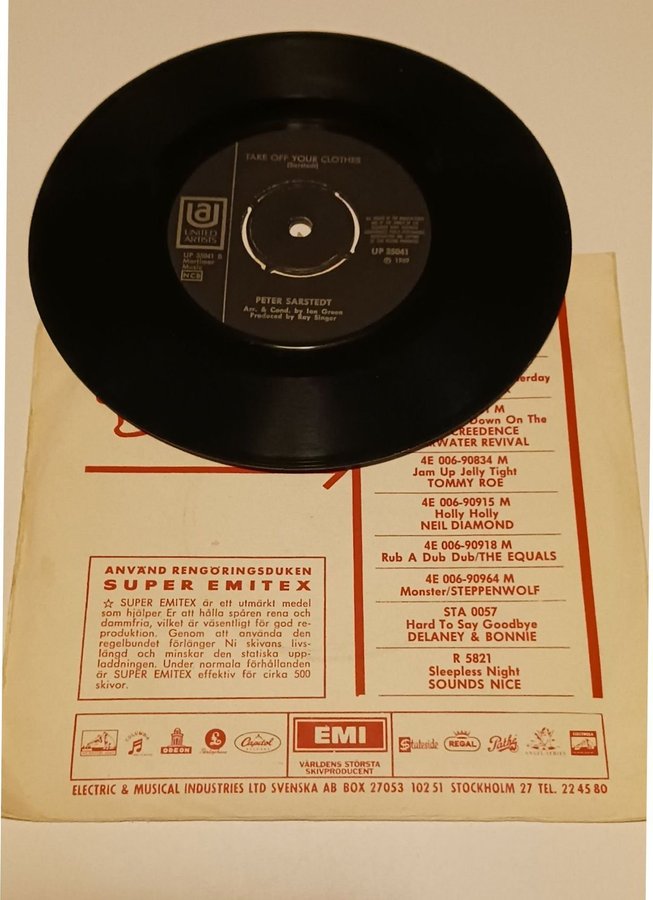 TAKE OFF YOUR CLOTHES
(Sarstedt)
UA
UNITED
ARTISTS
UP 35041 B
Mortimer
Music
NCB
UP 35041
℗ 1969
PETER SARSTEDT
Arr. & Cond. by Ian Green
Produced by Ray Singer
Down On The
CREEDENCE
REVIVAL
4E 006-90834 M
Jam Up Jelly Tight
TOMMY ROE
4E 006-90915 M
Holly Holly
NEIL DIAMOND
4E 006-90918 M
Rub A Dub Dub/THE EQUALS
4E 006-90964 M
Monster/STEPPENWOLF
STA 0057
Hard To Say Goodbye
DELANEY & BONNIE
R 5821
Sleepless Night
SOUNDS NICE
ANVÄND RENGÖRINGSDUKEN
SUPER EMITEX
☆ SUPER EMITEX är ett utmärkt medel
som hjälper Er att hålla spåren rena och
dammfria, vilket är väsentligt för god re-
produktion. Genom att använda den
regelbundet förlänger Ni skivans livs-
längd och minskar den statiska upp-
laddningen. Under normala förhållanden
är SUPER EMITEX effektiv för cirka 500
skivor.
COLUMBIA
ODEON
Parlophone
Capitol
EMI
VÄRLDENS STÖRSTA
SKIVPRODUCENT
Stateside
REGAL
Pathé
ANGEL SERIES
ELECTROLA
ELECTRIC & MUSICAL INDUSTRIES LTD SVENSKA AB BOX 27053 102 51 STOCKHOLM 27 TEL. 22 45 80